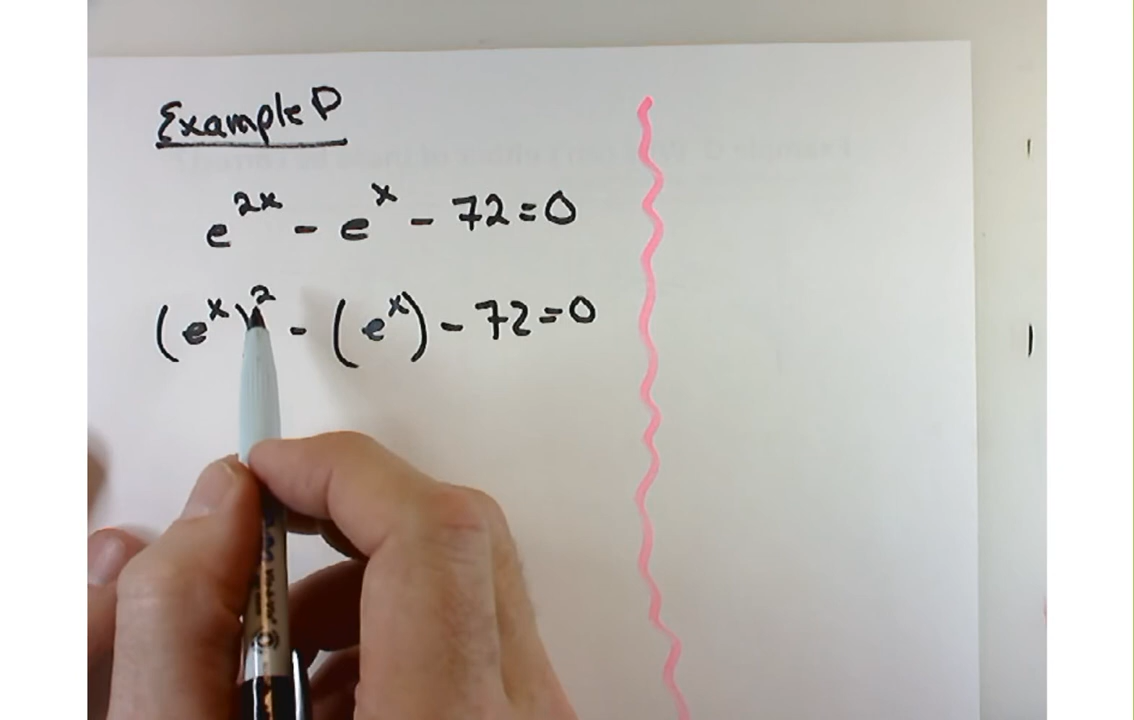 Example D
e^{2x} - e^x - 72 = 0
(e^x)^2 - (e^x) - 72 = 0